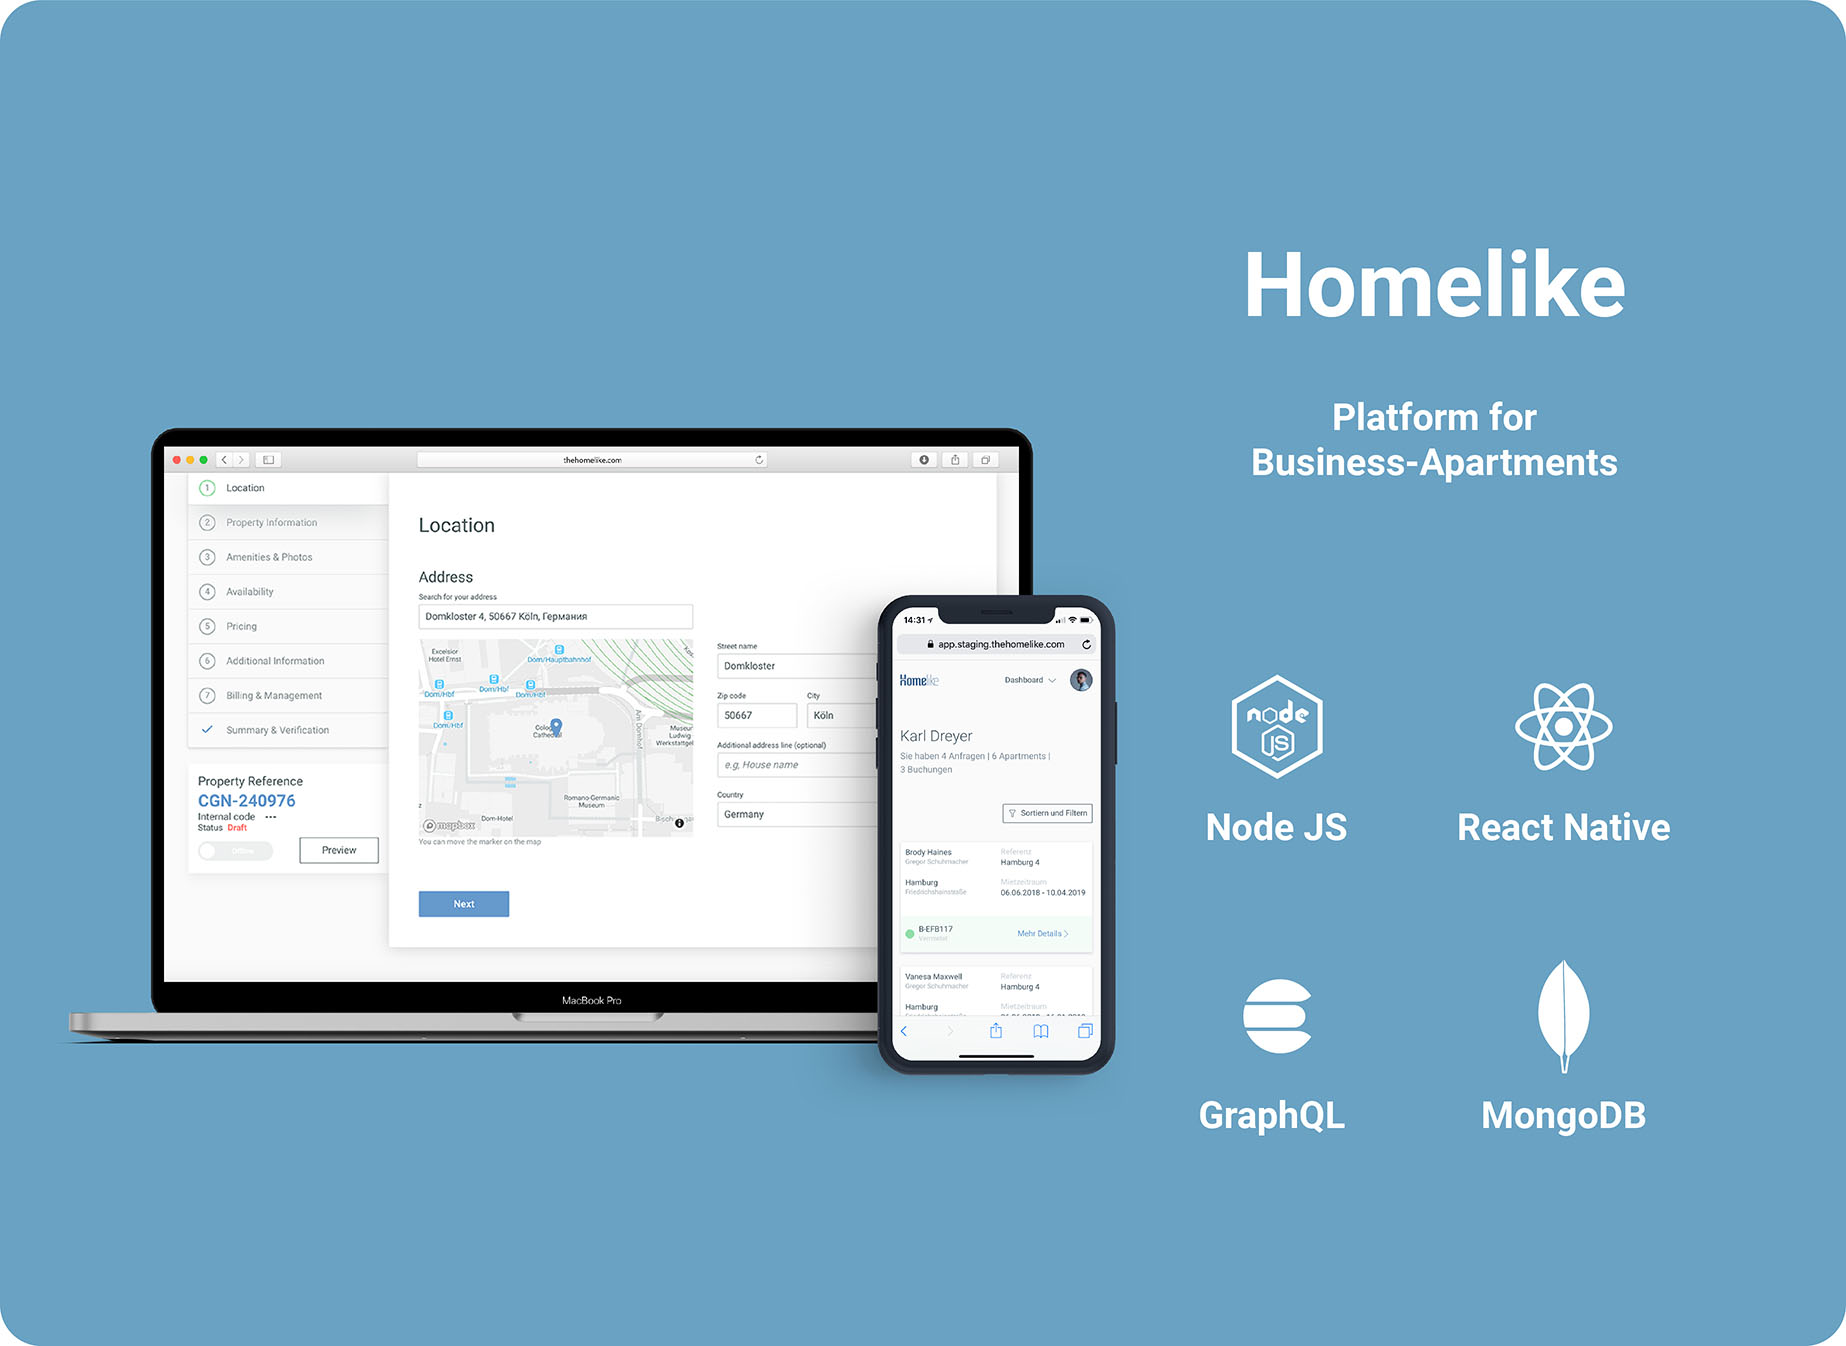 Homelike
Platform for
Business-Apartments
node
JS
Node JS
React Native
GraphQL
MongoDB
thehomelike.com
1 Location
2 Property Information
3 Amenities & Photos
4 Availability
5 Pricing
6 Additional Information
7 Billing & Management
Summary & Verification
Property Reference
CGN-240976
Internal code ---
Status Draft
Offline
Preview
Location
Address
Search for your address
Domkloster 4, 50667 Köln, Германия
Excelsior
Hotel Ernst
Dom/Hauptbahnhof
Dom/Hbf
Dom/Hbf
Dom/Hbf
Dom/Hbf
Cologne
Cathedral
Am Domhof
Museum
Ludwig
Werkstattgel
Romano-Germanic
Museum
Dom-Hotel
Bisch
mapbox
You can move the marker on the map
Street name
Domkloster
Zip code
City
50667
Köln
Additional address line (optional)
e.g, House name
Country
Germany
Next
MacBook Pro
14:31
app.staging.thehomelike.com
Homelike
Dashboard
Karl Dreyer
Sie haben 4 Anfragen | 6 Apartments |
3 Buchungen
Sortiern und Filtern
Brody Haines
Referenz
Gregor Schuhmacher
Hamburg 4
Hamburg
Mietzeitraum
Friedrichshainstraße
06.06.2018 - 10.04.2019
B-EFB117
Vermietet
Mehr Details
Vanesa Maxwell
Referenz
Gregor Schuhmacher
Hamburg 4
Hamburg
Mietzeitraum